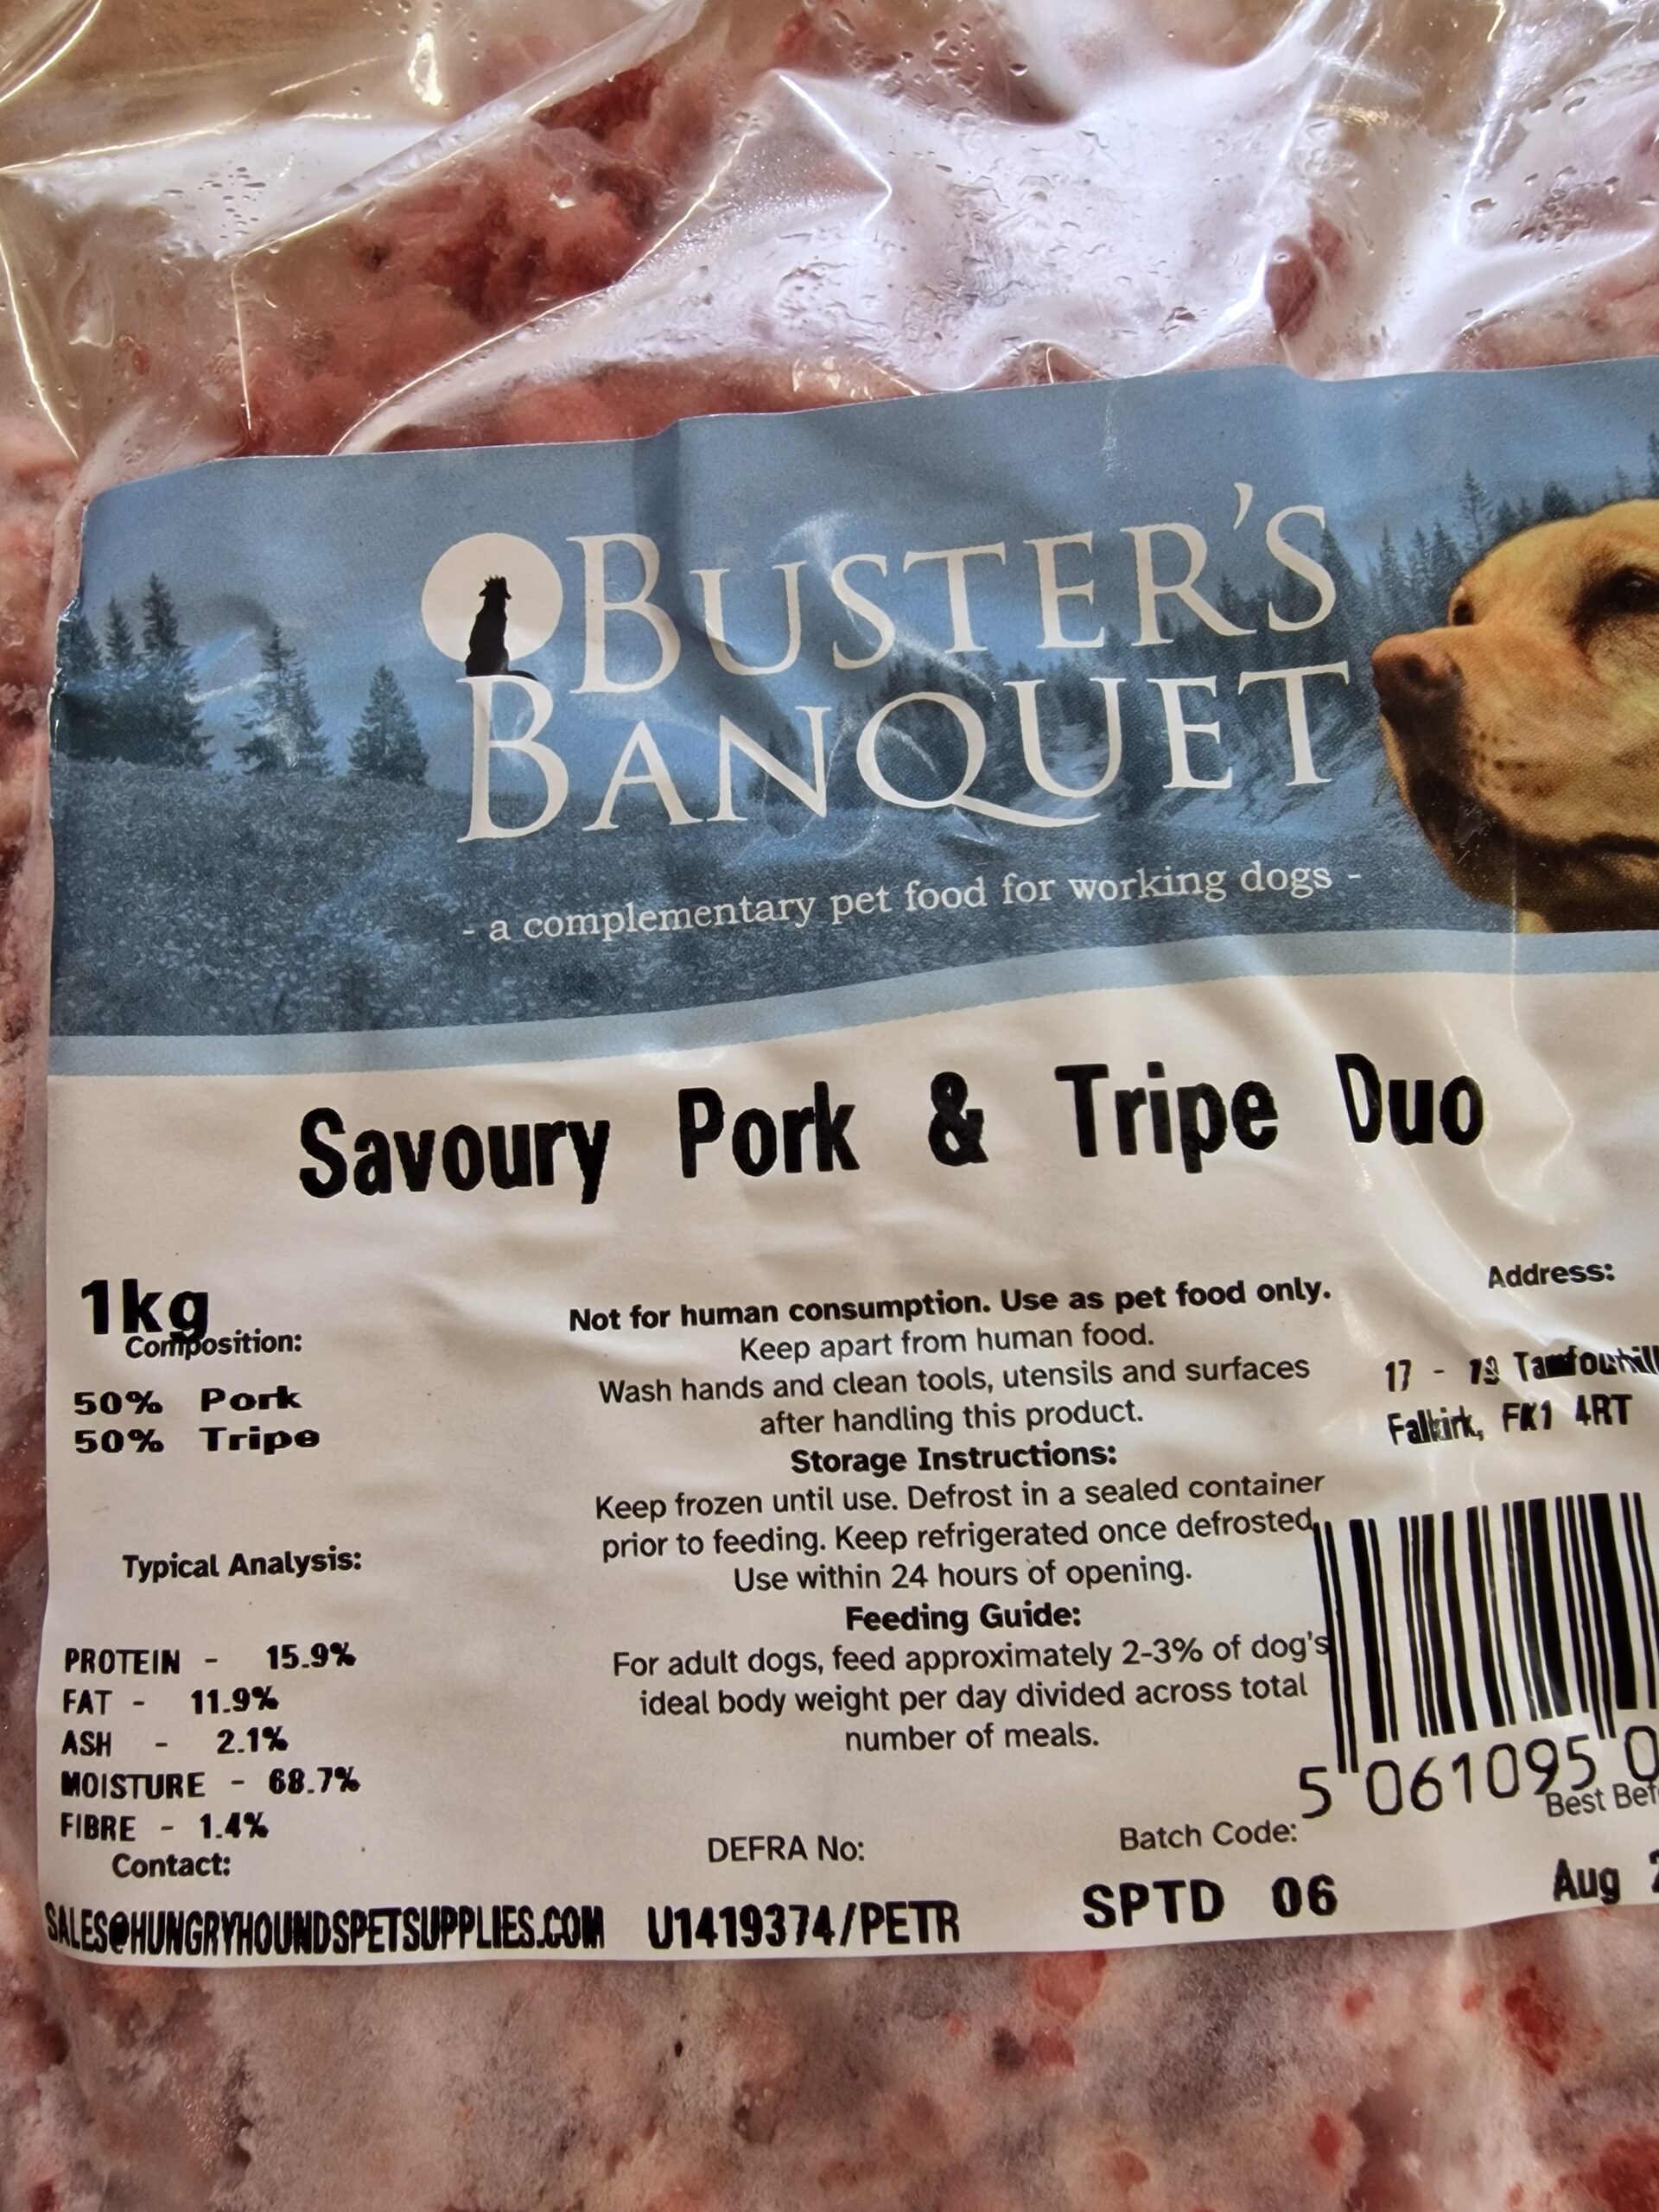 BUSTER'S
BANQUET
- a complementary pet food for working dogs -
Savoury Pork & Tripe Duo
1kg
Composition:
50% Pork
50% Tripe
Typical Analysis:
PROTEIN - 15.9%
FAT - 11.9%
ASH - 2.1%
MOISTURE - 68.7%
FIBRE - 1.4%
Contact:
SALES@HUNGRYHOUNDSPETSUPPLIES.COM
Not for human consumption. Use as pet food only.
Keep apart from human food.
Wash hands and clean tools, utensils and surfaces
after handling this product.
Storage Instructions:
Keep frozen until use. Defrost in a sealed container
prior to feeding. Keep refrigerated once defrosted.
Use within 24 hours of opening.
Feeding Guide:
For adult dogs, feed approximately 2-3% of dog's
ideal body weight per day divided across total
number of meals.
DEFRA No:
U1419374/PETR
Batch Code:
SPTD 06
Address:
17 - 19
Falkirk, FK1 4RT
5 061095 0
Best
Aug